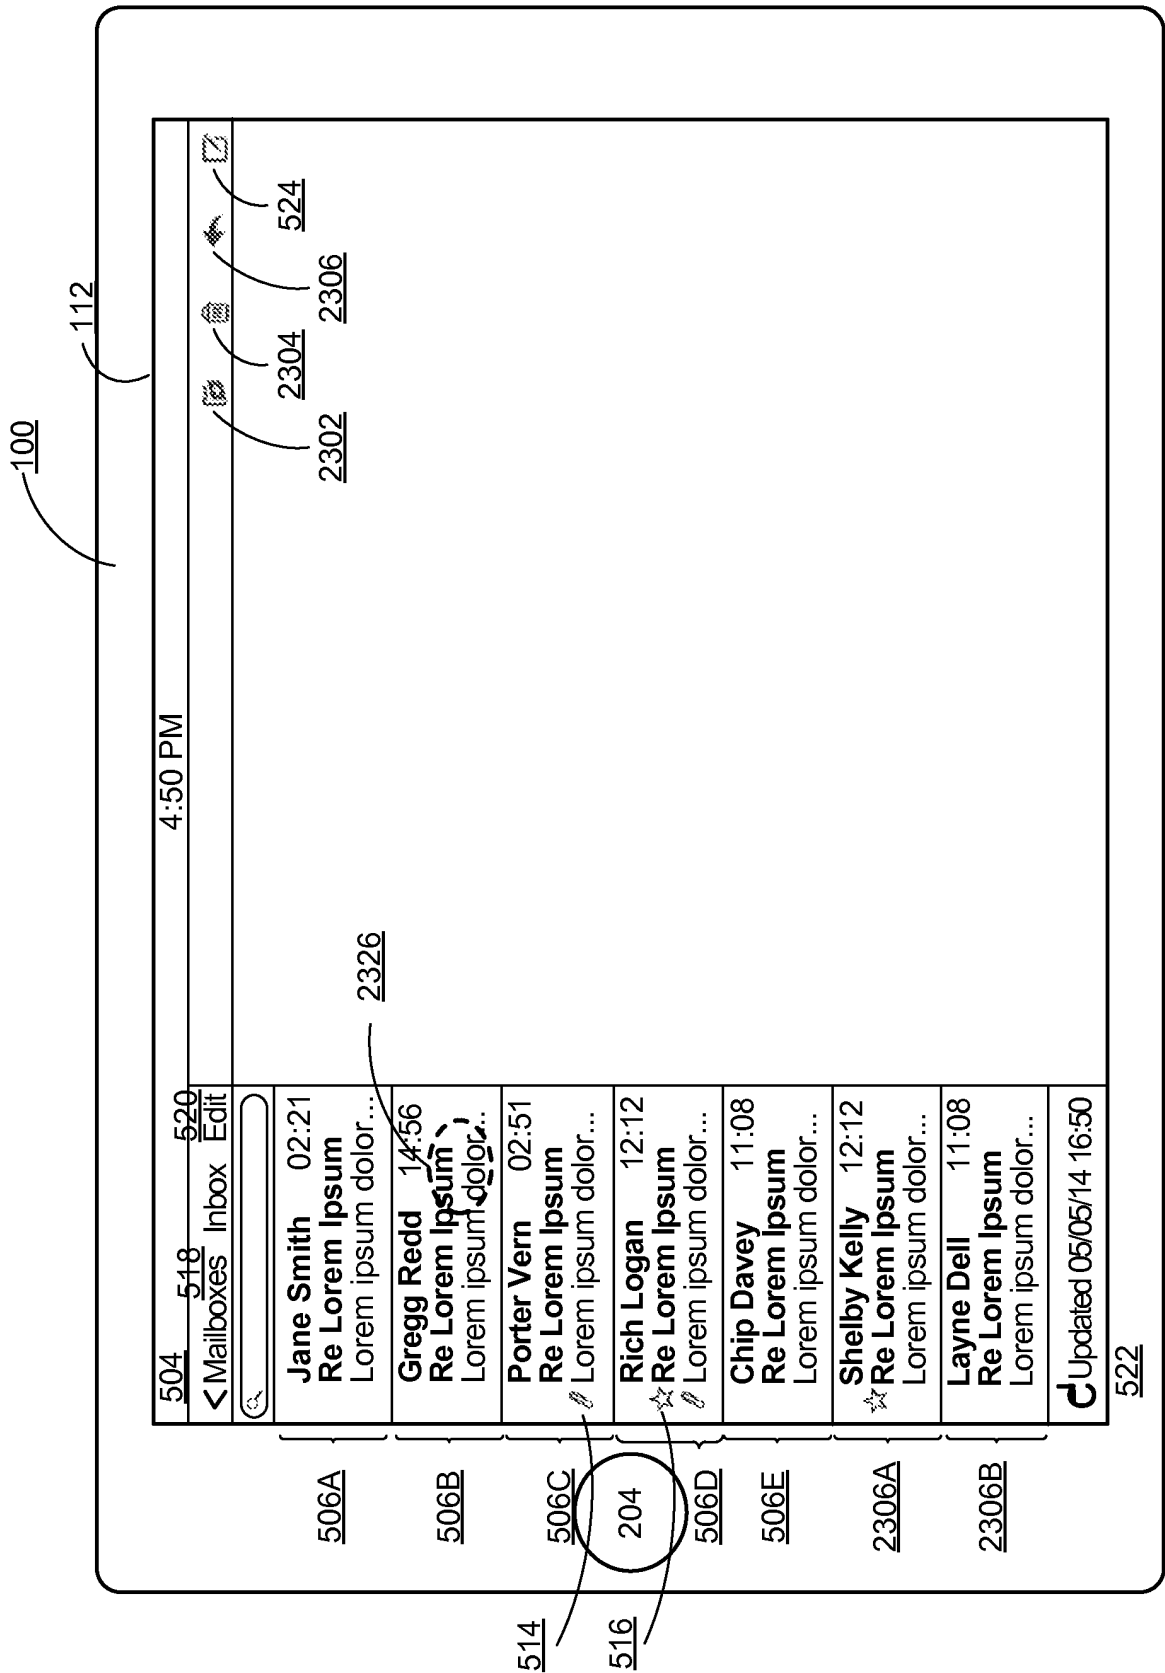 100
112
4:50 PM
504
518
520
<Mailboxes Inbox Edit
2302
2304
2306
524
Jane Smith 02:21
Re Lorem Ipsum
Lorem ipsum dolor...
506A
2326
Gregg Redd 14:56
Re Lorem Ipsum
Lorem ipsum dolor...
506B
Porter Vern 02:51
Re Lorem Ipsum
Lorem ipsum dolor...
506C
514
204
Rich Logan 12:12
Re Lorem Ipsum
Lorem ipsum dolor...
506D
516
Chip Davey 11:08
Re Lorem Ipsum
Lorem ipsum dolor...
506E
Shelby Kelly 12:12
Re Lorem Ipsum
Lorem ipsum dolor...
2306A
Layne Dell 11:08
Re Lorem Ipsum
Lorem ipsum dolor...
2306B
Updated 05/05/14 16:50
522